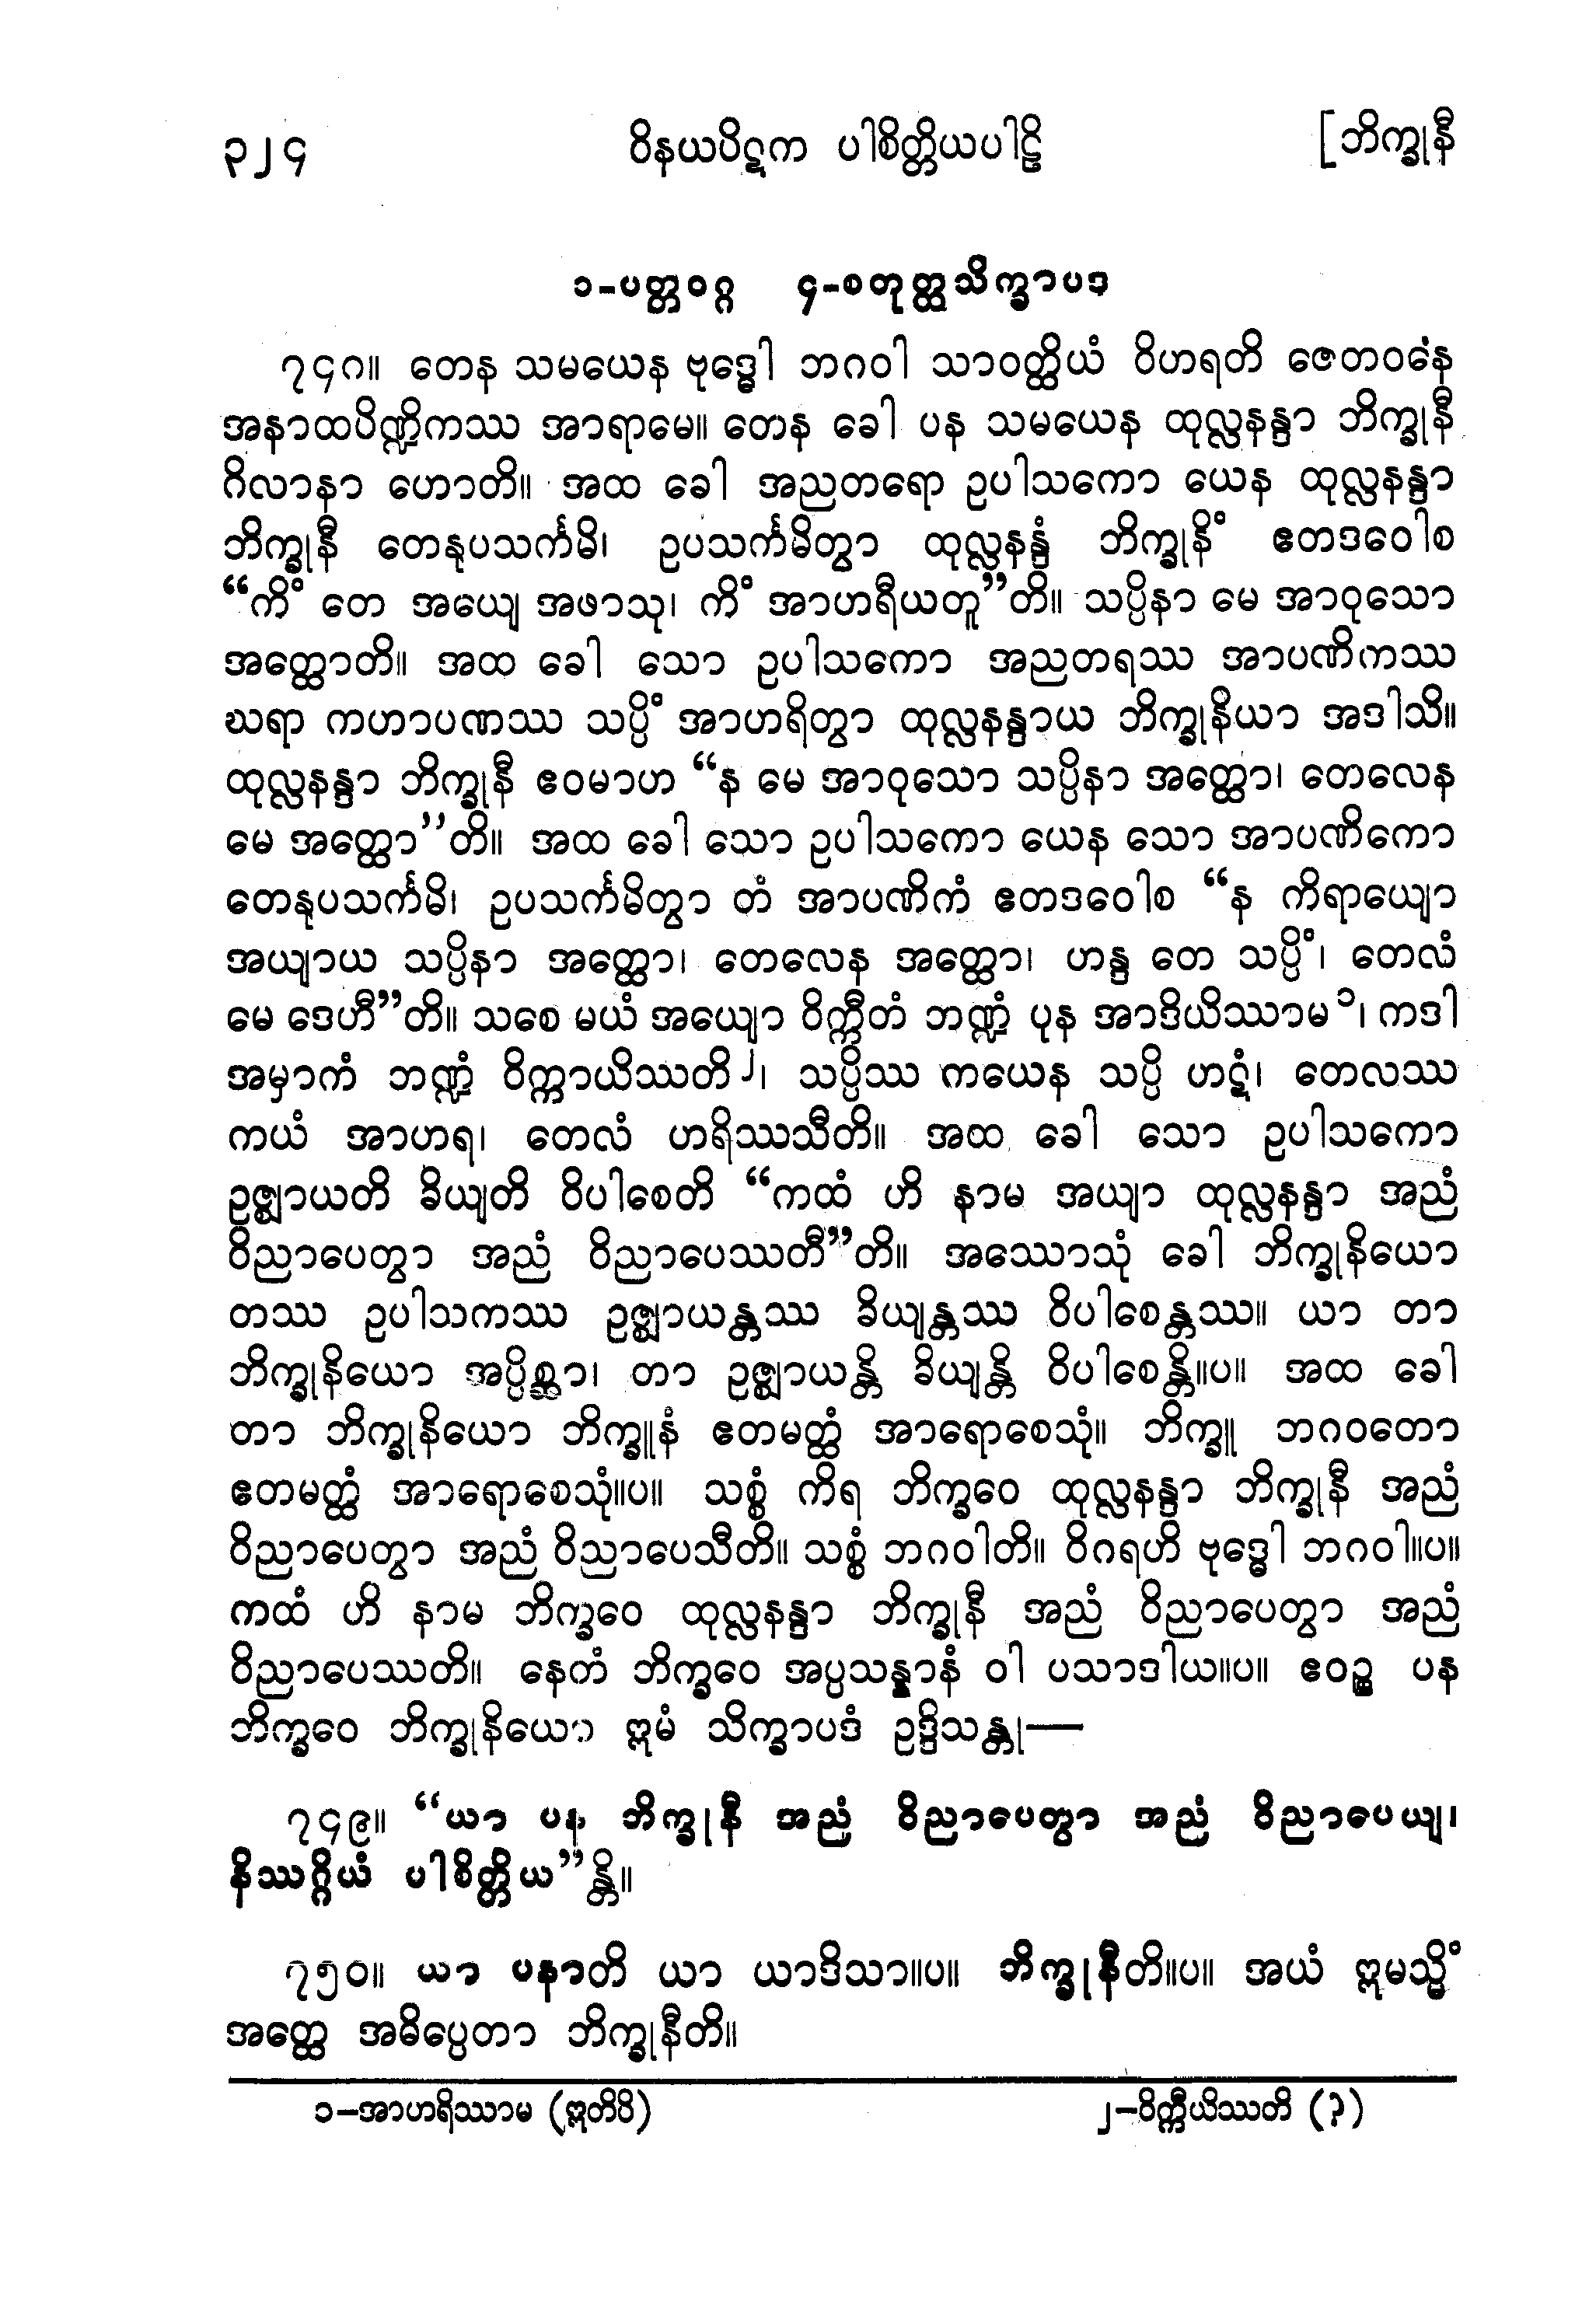 ၃၂၄ ဝိနယပိဋက ပါစိတ္တိယပါဠိ [ဘိက္ခုနီ
၁-ပတ္တဝဂ္ဂ ၄-စတုတ္ထသိက္ခာပဒ
၇၄၈။ တေန သမယေန ဗုဒ္ဓေါ ဘဂဝါ သာဝတ္ထိယံ ဝိဟရတိ ဇေတဝနေ
အနာထပိဏ္ဍိကဿ အာရာမေ။ တေန ခေါ ပန သမယေန ထုလ္လနန္ဒာ ဘိက္ခုနီ
ဂိလာနာ ဟောတိ။ အထ ခေါ အညတရော ဥပါသကော ယေန ထုလ္လနန္ဒာ
ဘိက္ခုနီ တေနုပသင်္ကမိ၊ ဥပသင်္ကမိတွာ ထုလ္လနန္ဒံ ဘိက္ခုနိံ ဧတဒဝေါစ
“ကိံ တေ အယျေ အဖာသု၊ ကိံ အာဟရီယတူ”တိ။ သပ္ပိနာ မေ အာဝုသော
အတ္ထောတိ။ အထ ခေါ သော ဥပါသကော အညတရဿ အာပဏိကဿ
ဃရာ ကဟာပဏဿ သပ္ပိံ အာဟရိတွာ ထုလ္လနန္ဒာယ ဘိက္ခုနိယာ အဒါသိ။
ထုလ္လနန္ဒာ ဘိက္ခုနီ ဧဝမာဟ “န မေ အာဝုသော သပ္ပိနာ အတ္ထော၊ တေလေန
မေ အတ္ထော”တိ။ အထ ခေါ သော ဥပါသကော ယေန သော အာပဏိကော
တေနုပသင်္ကမိ၊ ဥပသင်္ကမိတွာ တံ အာပဏိကံ ဧတဒဝေါစ “န ကိရာယျော
အယျာယ သပ္ပိနာ အတ္ထော၊ တေလေန အတ္ထော၊ ဟန္ဒ တေ သပ္ပိံ၊ တေလံ
မေ ဒေဟီ”တိ။ သစေ မယံ အယျော ဝိက္ကီတံ ဘဏ္ဍံ ပုန အာဒိယိဿာမ၁၊ ကဒါ
အမှာကံ ဘဏ္ဍံ ဝိက္ကာယိဿတိ၂၊ သပ္ပိဿ ကယေန သပ္ပိ ဟဋံ၊ တေလဿ
ကယံ အာဟရ၊ တေလံ ဟရိဿသီတိ။ အထ ခေါ သော ဥပါသကော
ဥဇ္ဈာယတိ ခိယျတိ ဝိပါစေတိ “ကထံ ဟိ နာမ အယျာ ထုလ္လနန္ဒာ အညံ
ဝိညာပေတွာ အညံ ဝိညာပေဿတီ”တိ။ အဿောသုံ ခေါ ဘိက္ခုနိယော
တဿ ဥပါသကဿ ဥဇ္ဈာယန္တဿ ခိယျန္တဿ ဝိပါစေန္တဿ။ ယာ တာ
ဘိက္ခုနိယော အပ္ပိစ္ဆာ၊ တာ ဥဇ္ဈာယန္တိ ခိယျန္တိ ဝိပါစေန္တိ။ပ။ အထ ခေါ
တာ ဘိက္ခုနိယော ဘိက္ခူနံ ဧတမတ္ထံ အာရောစေသုံ။ ဘိက္ခူ ဘဂဝတော
ဧတမတ္ထံ အာရောစေသုံ။ပ။ သစ္စံ ကိရ ဘိက္ခဝေ ထုလ္လနန္ဒာ ဘိက္ခုနီ အညံ
ဝိညာပေတွာ အညံ ဝိညာပေသီတိ။ သစ္စံ ဘဂဝါတိ။ ဝိဂရဟိ ဗုဒ္ဓေါ ဘဂဝါ။ပ။
ကထံ ဟိ နာမ ဘိက္ခဝေ ထုလ္လနန္ဒာ ဘိက္ခုနီ အညံ ဝိညာပေတွာ အညံ
ဝိညာပေဿတိ။ နေတံ ဘိက္ခဝေ အပ္ပသန္နာနံ ဝါ ပသာဒါယ။ပ။ ဧဝဉ္စ ပန
ဘိက္ခဝေ ဘိက္ခုနိယော ဣမံ သိက္ခာပဒံ ဥဒ္ဒိသန္တု—
၇၄၉။ “ယာ ပန ဘိက္ခုနီ အညံ ဝိညာပေတွာ အညံ ဝိညာပေယျ၊
နိဿဂ္ဂိယံ ပါစိတ္တိယ”န္တိ။
၇၅၀။ ယာ ပနာတိ ယာ ယာဒိသာ။ပ။ ဘိက္ခုနီတိ။ပ။ အယံ ဣမသ္မိံ
အတ္ထေ အဓိပ္ပေတာ ဘိက္ခုနီတိ။
၁–အာဟရိဿာမ (ဣတိပိ) ၂–ဝိက္ကီယိဿတိ (?)